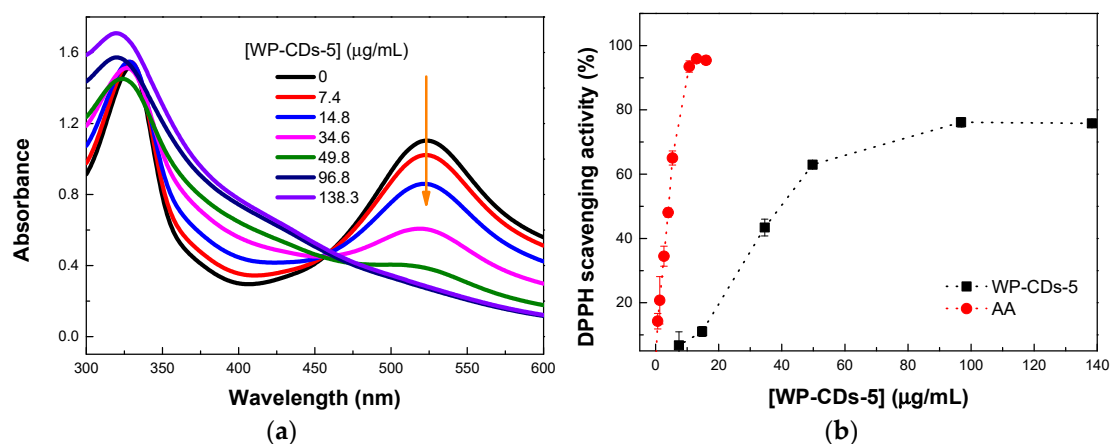 [WP-CDs-5] (μg/mL)
0
7.4
14.8
34.6
49.8
96.8
138.3
1.6
1.2
0.8
0.4
0.0
Absorbance
300 350 400 450 500 550 600
Wavelength (nm)
(a)
100
80
60
40
20
DPPH scavenging activity (%)
WP-CDs-5
AA
0 20 40 60 80 100 120 140
[WP-CDs-5] (μg/mL)
(b)